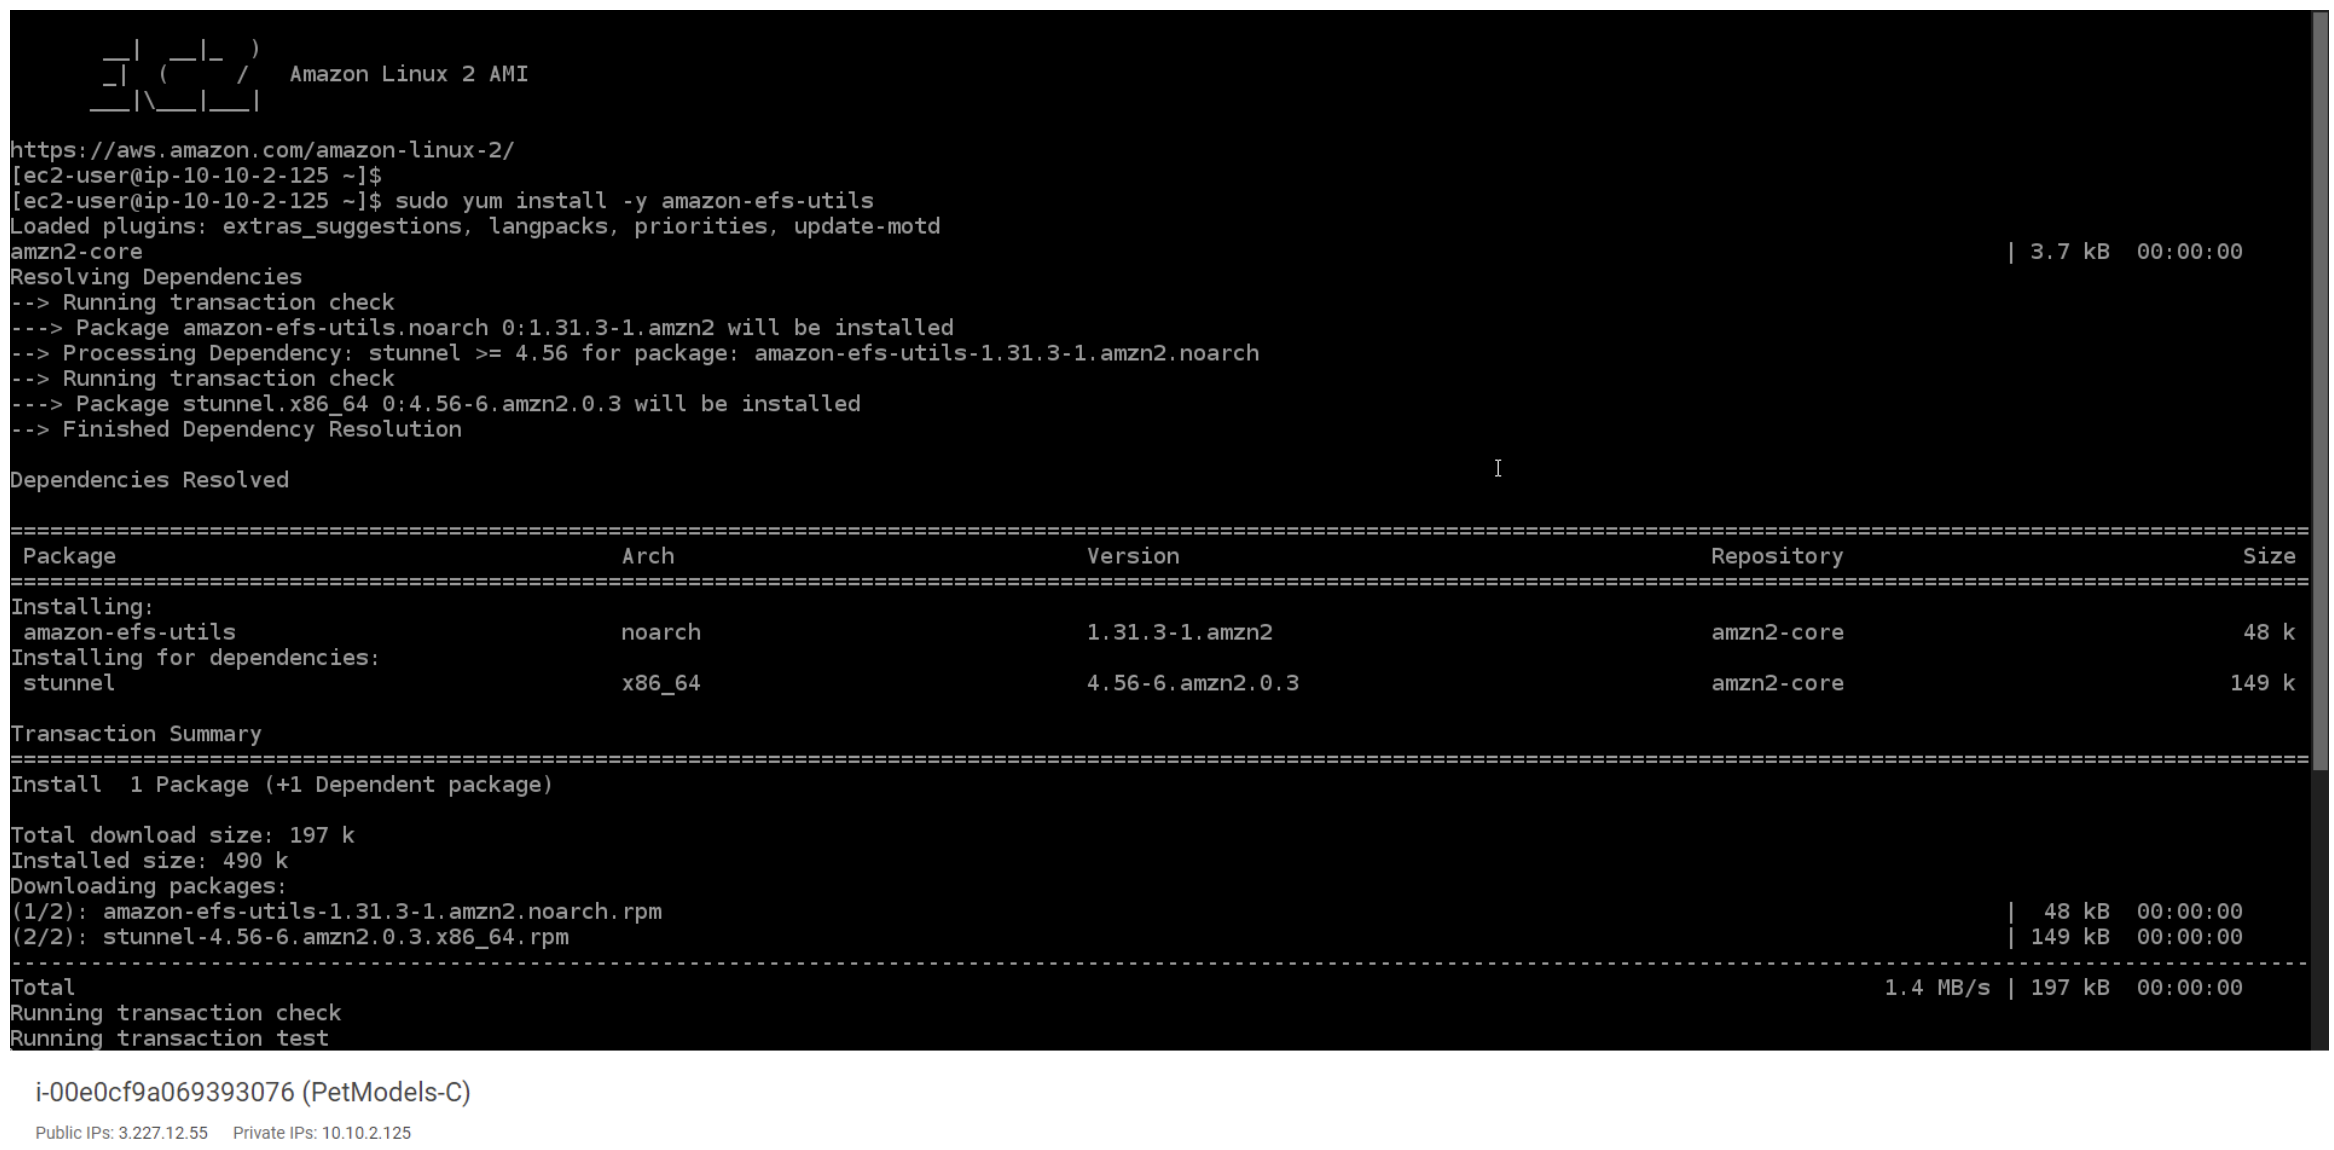 __|  __|_  )
       _|  (     /   Amazon Linux 2 AMI
      ___|\___|___|
https://aws.amazon.com/amazon-linux-2/
[ec2-user@ip-10-10-2-125 ~]$
[ec2-user@ip-10-10-2-125 ~]$ sudo yum install -y amazon-efs-utils
Loaded plugins: extras_suggestions, langpacks, priorities, update-motd
amzn2-core | 3.7 kB  00:00:00
Resolving Dependencies
--> Running transaction check
---> Package amazon-efs-utils.noarch 0:1.31.3-1.amzn2 will be installed
--> Processing Dependency: stunnel >= 4.56 for package: amazon-efs-utils-1.31.3-1.amzn2.noarch
--> Running transaction check
---> Package stunnel.x86_64 0:4.56-6.amzn2.0.3 will be installed
--> Finished Dependency Resolution
Dependencies Resolved
Package Arch Version Repository Size
Installing:
amazon-efs-utils noarch 1.31.3-1.amzn2 amzn2-core 48 k
Installing for dependencies:
stunnel x86_64 4.56-6.amzn2.0.3 amzn2-core 149 k
Transaction Summary
Install  1 Package (+1 Dependent package)
Total download size: 197 k
Installed size: 490 k
Downloading packages:
(1/2): amazon-efs-utils-1.31.3-1.amzn2.noarch.rpm |  48 kB  00:00:00
(2/2): stunnel-4.56-6.amzn2.0.3.x86_64.rpm | 149 kB  00:00:00
Total 1.4 MB/s | 197 kB  00:00:00
Running transaction check
Running transaction test
i-00e0cf9a069393076 (PetModels-C)
Public IPs: 3.227.12.55 Private IPs: 10.10.2.125